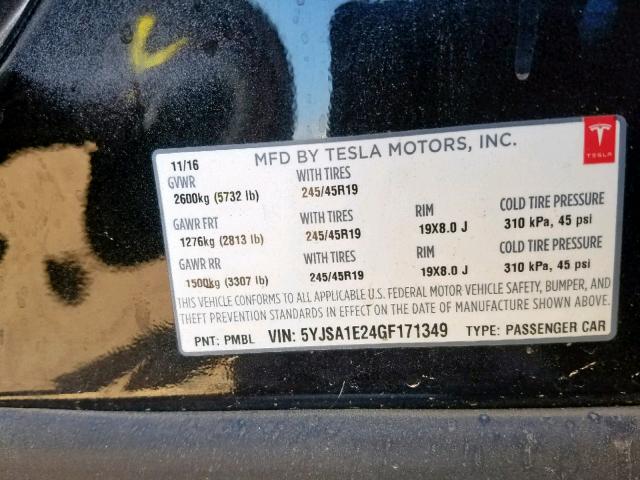 11/16 MFD BY TESLA MOTORS, INC.
GVWR WITH TIRES
2600kg (5732 lb) 245/45R19
GAWR FRT WITH TIRES RIM COLD TIRE PRESSURE
1276kg (2813 lb) 245/45R19 19X8.0 J 310 kPa, 45 psi
GAWR RR WITH TIRES RIM COLD TIRE PRESSURE
1500kg (3307 lb) 245/45R19 19X8.0 J 310 kPa, 45 psi
THIS VEHICLE CONFORMS TO ALL APPLICABLE U.S. FEDERAL MOTOR VEHICLE SAFETY, BUMPER, AND
THEFT PREVENTION STANDARDS IN EFFECT ON THE DATE OF MANUFACTURE SHOWN ABOVE.
PNT: PMBL VIN: 5YJSA1E24GF171349 TYPE: PASSENGER CAR
TESLA